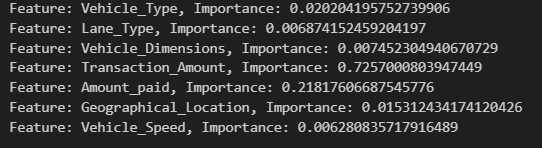 Feature: Vehicle_Type, Importance: 0.020204195752739906
Feature: Lane_Type, Importance: 0.006874152459204197
Feature: Vehicle_Dimensions, Importance: 0.007452304940670729
Feature: Transaction_Amount, Importance: 0.7257000803947449
Feature: Amount_paid, Importance: 0.21817606687545776
Feature: Geographical_Location, Importance: 0.015312434174120426
Feature: Vehicle_Speed, Importance: 0.006280835717916489